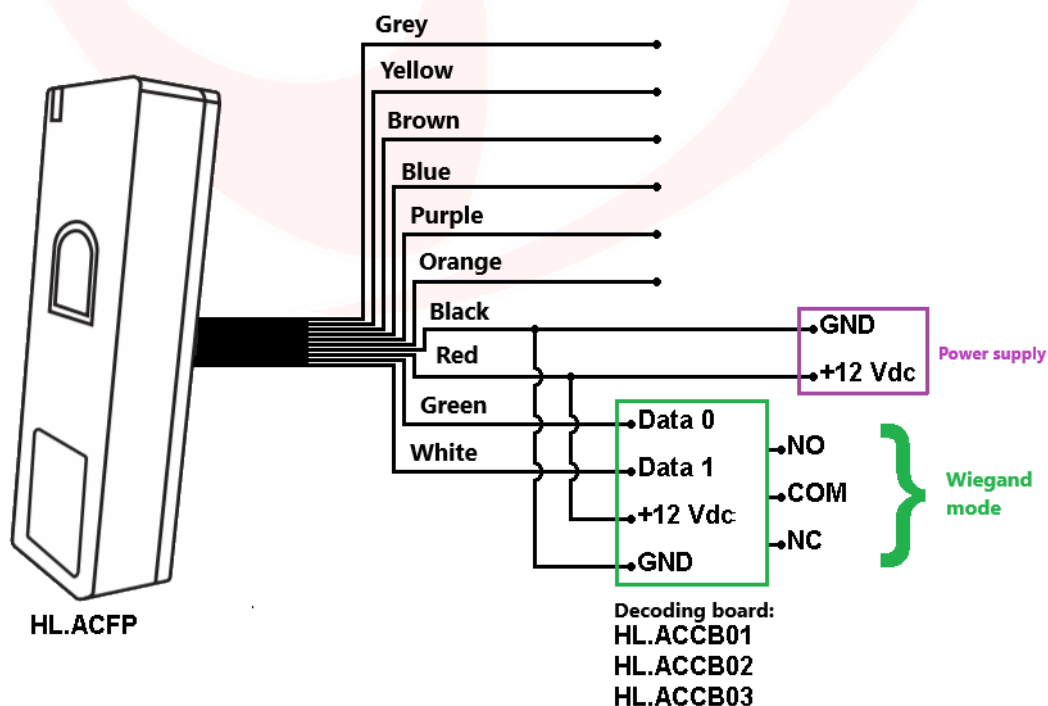 Grey
Yellow
Brown
Blue
Purple
Orange
Black
Red
Green
White
GND
+12 Vdc
Power supply
Data 0
Data 1
+12 Vdc
GND
NO
COM
NC
Wiegand
mode
HL.ACFP
Decoding board:
HL.ACCB01
HL.ACCB02
HL.ACCB03